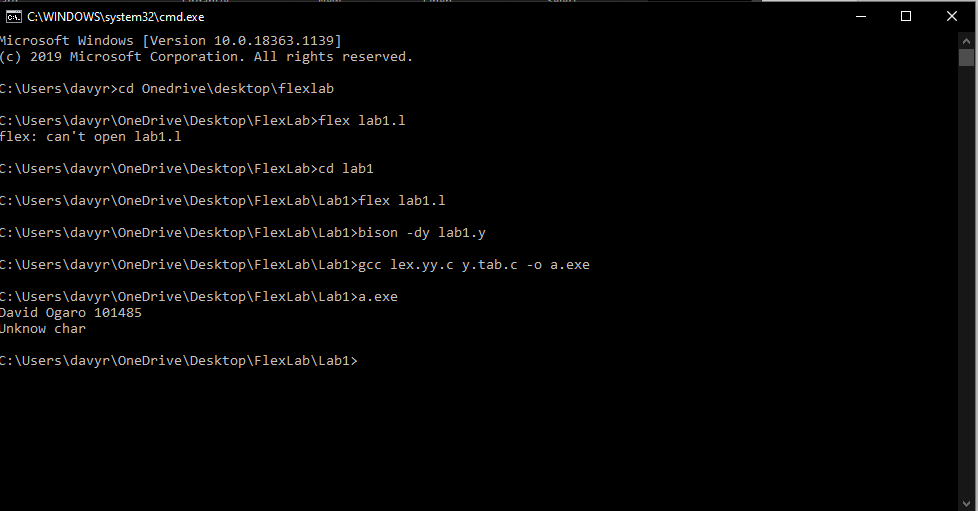 C:\WINDOWS\system32\cmd.exe
Microsoft Windows [Version 10.0.18363.1139]
(c) 2019 Microsoft Corporation. All rights reserved.
C:\Users\davyr>cd Onedrive\desktop\flexlab
C:\Users\davyr\OneDrive\Desktop\FlexLab>flex lab1.l
flex: can't open lab1.l
C:\Users\davyr\OneDrive\Desktop\FlexLab>cd lab1
C:\Users\davyr\OneDrive\Desktop\FlexLab\Lab1>flex lab1.l
C:\Users\davyr\OneDrive\Desktop\FlexLab\Lab1>bison -dy lab1.y
C:\Users\davyr\OneDrive\Desktop\FlexLab\Lab1>gcc lex.yy.c y.tab.c -o a.exe
C:\Users\davyr\OneDrive\Desktop\FlexLab\Lab1>a.exe
David Ogaro 101485
Unknow char
C:\Users\davyr\OneDrive\Desktop\FlexLab\Lab1>